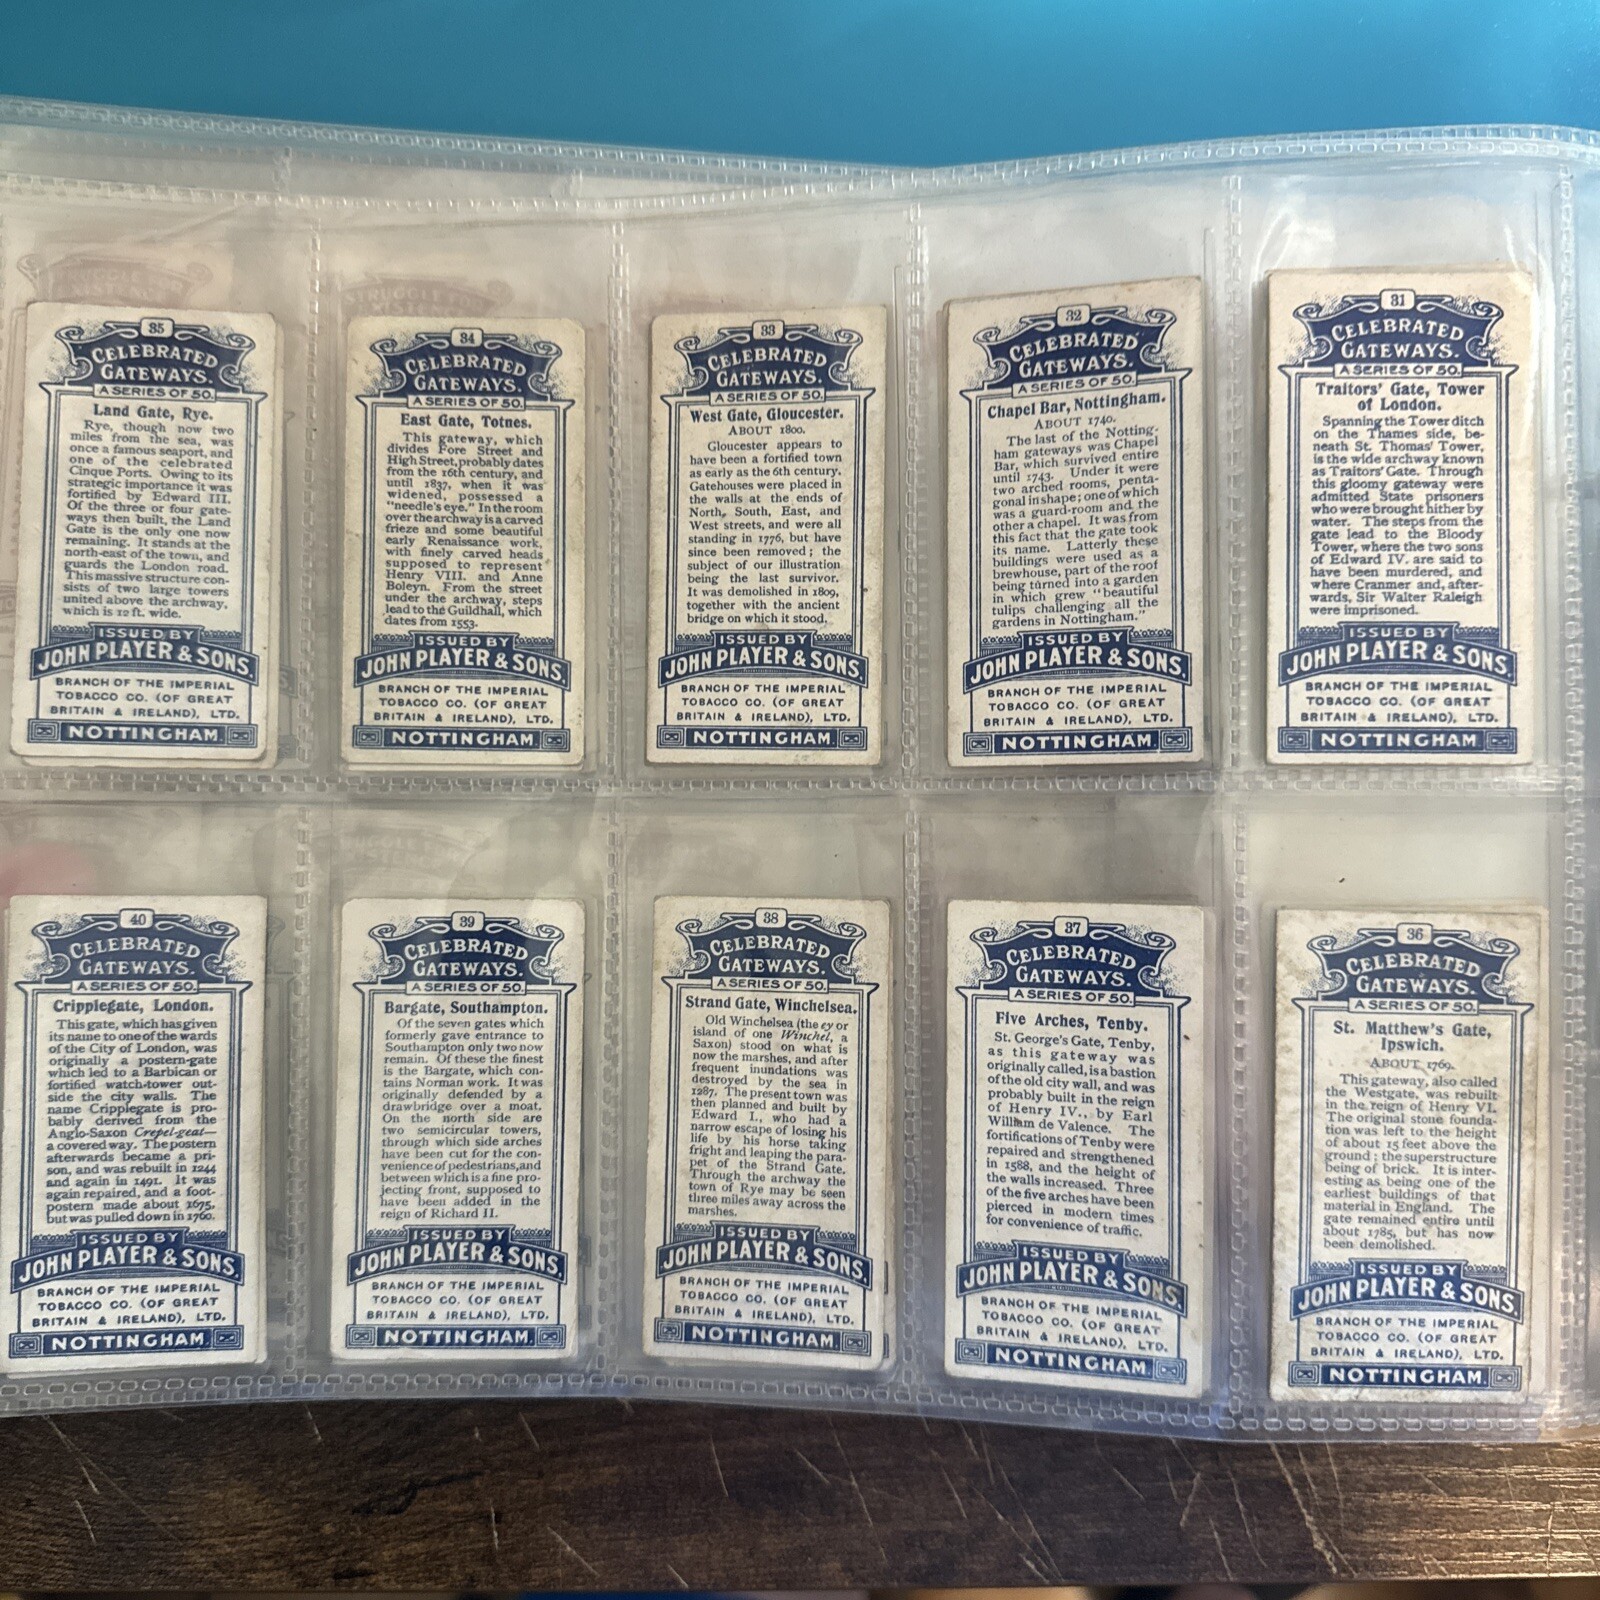 35
CELEBRATED
GATEWAYS.
A SERIES OF 50.
Land Gate, Rye.
Rye, though now two
miles from the sea, was
once a famous seaport, and
one of the celebrated
Cinque Ports. Owing to its
strategic importance it was
fortified by Edward III.
Of the three or four gate-
ways then built, the Land
Gate is the only one now
remaining. It stands at the
north-east of the town, and
guards the London road.
This massive structure con-
sists of two large towers
united above the archway,
which is 12 ft. wide.
ISSUED BY
JOHN PLAYER & SONS.
BRANCH OF THE IMPERIAL
TOBACCO CO. (OF GREAT
BRITAIN & IRELAND), LTD.
NOTTINGHAM.
34
CELEBRATED
GATEWAYS.
A SERIES OF 50.
East Gate, Totnes.
This gateway, which
divides Fore Street and
High Street, probably dates
from the 16th century, and
until 1837, when it was
widened, possessed a
"needle's eye." In the room
over the archway is a carved
frieze and some beautiful
early Renaissance work,
with finely carved heads
supposed to represent
Henry VIII. and Anne
Boleyn. From the street
under the archway, steps
lead to the Guildhall, which
dates from 1553.
ISSUED BY
JOHN PLAYER & SONS.
BRANCH OF THE IMPERIAL
TOBACCO CO. (OF GREAT
BRITAIN & IRELAND), LTD.
NOTTINGHAM.
33
CELEBRATED
GATEWAYS.
A SERIES OF 50.
West Gate, Gloucester.
ABOUT 1800.
Gloucester appears to
have been a fortified town
as early as the 6th century.
Gatehouses were placed in
the walls at the ends of
North, South, East, and
West streets, and were all
standing in 1776, but have
since been removed; the
subject of our illustration
being the last survivor.
It was demolished in 1809,
together with the ancient
bridge on which it stood.
ISSUED BY
JOHN PLAYER & SONS.
BRANCH OF THE IMPERIAL
TOBACCO CO. (OF GREAT
BRITAIN & IRELAND), LTD.
NOTTINGHAM.
32
CELEBRATED
GATEWAYS.
A SERIES OF 50.
Chapel Bar, Nottingham.
ABOUT 1740.
The last of the Notting-
ham gateways was Chapel
Bar, which survived entire
until 1743. Under it were
two arched rooms, penta-
gonal in shape; one of which
was a guard-room and the
other a chapel. It was from
this fact that the gate took
its name. Latterly these
buildings were used as a
brewhouse, part of the roof
being turned into a garden
in which grew "beautiful
tulips challenging all the
gardens in Nottingham."
ISSUED BY
JOHN PLAYER & SONS.
BRANCH OF THE IMPERIAL
TOBACCO CO. (OF GREAT
BRITAIN & IRELAND), LTD.
NOTTINGHAM.
31
CELEBRATED
GATEWAYS.
A SERIES OF 50.
Traitors' Gate, Tower
of London.
Spanning the Tower ditch
on the Thames side, be-
neath St. Thomas' Tower,
is the wide archway known
as Traitors' Gate. Through
this gloomy gateway were
admitted State prisoners
who were brought hither by
water. The steps from the
gate lead to the Bloody
Tower, where the two sons
of Edward IV. are said to
have been murdered, and
where Cranmer and, after-
wards, Sir Walter Raleigh
were imprisoned.
ISSUED BY
JOHN PLAYER & SONS.
BRANCH OF THE IMPERIAL
TOBACCO CO. (OF GREAT
BRITAIN & IRELAND), LTD.
NOTTINGHAM.
40
CELEBRATED
GATEWAYS.
A SERIES OF 50.
Cripplegate, London.
This gate, which has given
its name to one of the wards
of the City of London, was
originally a postern-gate
which led to a Barbican or
fortified watch-tower out-
side the city walls. The
name Cripplegate is pro-
bably derived from the
Anglo-Saxon Crepel-geat—
a covered way. The postern
afterwards became a pri-
son, and was rebuilt in 1244
and again in 1491. It was
again repaired, and a foot-
postern made about 1675,
but was pulled down in 1760.
ISSUED BY
JOHN PLAYER & SONS.
BRANCH OF THE IMPERIAL
TOBACCO CO. (OF GREAT
BRITAIN & IRELAND), LTD.
NOTTINGHAM.
39
CELEBRATED
GATEWAYS.
A SERIES OF 50.
Bargate, Southampton.
Of the seven gates which
formerly gave entrance to
Southampton only two now
remain. Of these the finest
is the Bargate, which con-
tains Norman work. It was
originally defended by a
drawbridge over a moat.
On the north side are
two semicircular towers,
through which side arches
have been cut for the con-
venience of pedestrians, and
between which is a fine pro-
jecting front, supposed to
have been added in the
reign of Richard II.
ISSUED BY
JOHN PLAYER & SONS.
BRANCH OF THE IMPERIAL
TOBACCO CO. (OF GREAT
BRITAIN & IRELAND), LTD.
NOTTINGHAM.
38
CELEBRATED
GATEWAYS.
A SERIES OF 50.
Strand Gate, Winchelsea.
Old Winchelsea (the ey or
island of one Winchel, a
Saxon) stood on what is
now the marshes, and after
frequent inundations was
destroyed by the sea in
1287. The present town was
then planned and built by
Edward I., who had a
narrow escape of losing his
life by his horse taking
fright and leaping the para-
pet of the Strand Gate.
Through the archway the
town of Rye may be seen
three miles away across the
marshes.
ISSUED BY
JOHN PLAYER & SONS.
BRANCH OF THE IMPERIAL
TOBACCO CO. (OF GREAT
BRITAIN & IRELAND), LTD.
NOTTINGHAM.
37
CELEBRATED
GATEWAYS.
A SERIES OF 50.
Five Arches, Tenby.
St. George's Gate, Tenby,
as this gateway was
originally called, is a bastion
of the old city wall, and was
probably built in the reign
of Henry IV., by Earl
William de Valence. The
fortifications of Tenby were
repaired and strengthened
in 1588, and the height of
the walls increased. Three
of the five arches have been
pierced in modern times
for convenience of traffic.
ISSUED BY
JOHN PLAYER & SONS.
BRANCH OF THE IMPERIAL
TOBACCO CO. (OF GREAT
BRITAIN & IRELAND), LTD.
NOTTINGHAM.
36
CELEBRATED
GATEWAYS.
A SERIES OF 50.
St. Matthew's Gate,
Ipswich.
ABOUT 1760.
This gateway, also called
the Westgate, was rebuilt
in the reign of Henry VI.
The original stone founda-
tion was left to the height
of about 15 feet above the
ground; the superstructure
being of brick. It is inter-
esting as being one of the
earliest buildings of that
material in England. The
gate remained entire until
about 1785, but has now
been demolished.
ISSUED BY
JOHN PLAYER & SONS.
BRANCH OF THE IMPERIAL
TOBACCO CO. (OF GREAT
BRITAIN & IRELAND), LTD.
NOTTINGHAM.